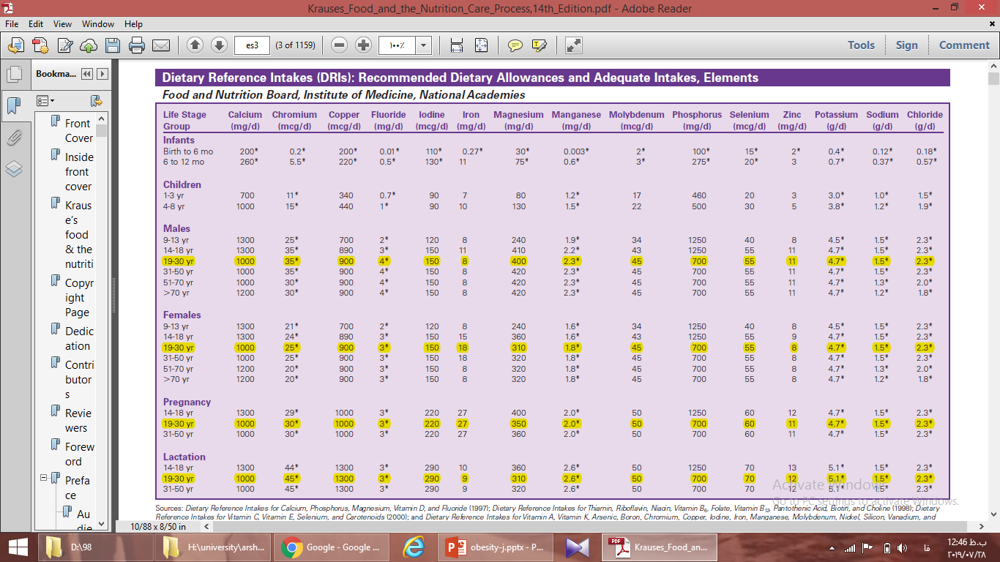 Krauses_Food_and_the_Nutrition_Care_Process,14th_Edition.pdf - Adobe Reader
File Edit View Window Help
es3 (3 of 1159) ۱۰۰٪ Tools Sign Comment
Bookma...
Front
Cover
Inside
front
cover
Kraus
e's
food
& the
nutriti
Copyr
ight
Page
Dedic
ation
Contri
butor
s
Revie
wers
Forew
ord
Prefa
ce
Au
die
Dietary Reference Intakes (DRIs): Recommended Dietary Allowances and Adequate Intakes, Elements
Food and Nutrition Board, Institute of Medicine, National Academies
Life Stage Calcium Chromium Copper Fluoride Iodine Iron Magnesium Manganese Molybdenum Phosphorus Selenium Zinc Potassium Sodium Chloride
Group (mg/d) (mcg/d) (mcg/d) (mg/d) (mcg/d) (mg/d) (mg/d) (mg/d) (mcg/d) (mg/d) (mcg/d) (mg/d) (g/d) (g/d) (g/d)
Infants
Birth to 6 mo 200* 0.2* 200* 0.01* 110* 0.27* 30* 0.003* 2* 100* 15* 2* 0.4* 0.12* 0.18*
6 to 12 mo 260* 5.5* 220* 0.5* 130* 11 75* 0.6* 3* 275* 20* 3 0.7* 0.37* 0.57*
Children
1-3 yr 700 11* 340 0.7* 90 7 80 1.2* 17 460 20 3 3.0* 1.0* 1.5*
4-8 yr 1000 15* 440 1* 90 10 130 1.5* 22 500 30 5 3.8* 1.2* 1.9*
Males
9-13 yr 1300 25* 700 2* 120 8 240 1.9* 34 1250 40 8 4.5* 1.5* 2.3*
14-18 yr 1300 35* 890 3* 150 11 410 2.2* 43 1250 55 11 4.7* 1.5* 2.3*
19-30 yr 1000 35* 900 4* 150 8 400 2.3* 45 700 55 11 4.7* 1.5* 2.3*
31-50 yr 1000 35* 900 4* 150 8 420 2.3* 45 700 55 11 4.7* 1.5* 2.3*
51-70 yr 1000 30* 900 4* 150 8 420 2.3* 45 700 55 11 4.7* 1.3* 2.0*
>70 yr 1200 30* 900 4* 150 8 420 2.3* 45 700 55 11 4.7* 1.2* 1.8*
Females
9-13 yr 1300 21* 700 2* 120 8 240 1.6* 34 1250 40 8 4.5* 1.5* 2.3*
14-18 yr 1300 24* 890 3* 150 15 360 1.6* 43 1250 55 9 4.7* 1.5* 2.3*
19-30 yr 1000 25* 900 3* 150 18 310 1.8* 45 700 55 8 4.7* 1.5* 2.3*
31-50 yr 1000 25* 900 3* 150 18 320 1.8* 45 700 55 8 4.7* 1.5* 2.3*
51-70 yr 1200 20* 900 3* 150 8 320 1.8* 45 700 55 8 4.7* 1.3* 2.0*
>70 yr 1200 20* 900 3* 150 8 320 1.8* 45 700 55 8 4.7* 1.2* 1.8*
Pregnancy
14-18 yr 1300 29* 1000 3* 220 27 400 2.0* 50 1250 60 12 4.7* 1.5* 2.3*
19-30 yr 1000 30* 1000 3* 220 27 350 2.0* 50 700 60 11 4.7* 1.5* 2.3*
31-50 yr 1000 30* 1000 3* 220 27 360 2.0* 50 700 60 11 4.7* 1.5* 2.3*
Lactation
14-18 yr 1300 44* 1300 3* 290 10 360 2.6* 50 1250 70 13 5.1* 1.5* 2.3*
19-30 yr 1000 45* 1300 3* 290 9 310 2.6* 50 700 70 12 5.1* 1.5* 2.3*
31-50 yr 1000 45* 1300 3* 290 9 320 2.6* 50 700 70 12 5.1* 1.5* 2.3*
Activate Windows
Go to PC settings to activate Windows.
Sources: Dietary Reference Intakes for Calcium, Phosphorus, Magnesium, Vitamin D, and Fluoride (1997); Dietary Reference Intakes for Thiamin, Riboflavin, Niacin, Vitamin B6, Folate, Vitamin B12, Pantothenic Acid, Biotin, and Choline (1998); Dietary
Reference Intakes for Vitamin C, Vitamin E, Selenium, and Carotenoids (2000); and Dietary Reference Intakes for Vitamin A, Vitamin K, Arsenic, Boron, Chromium, Copper, Iodine, Iron, Manganese, Molybdenum, Nickel, Silicon, Vanadium, and
10/88 x 8/50 in
D:\98 H:\university\arsh... Google - Google ... obesity-j.pptx - P... PDF Krauses_Food_an... فا 12:46 ب.ظ
۲۰۱۹/۰۷/۲۸